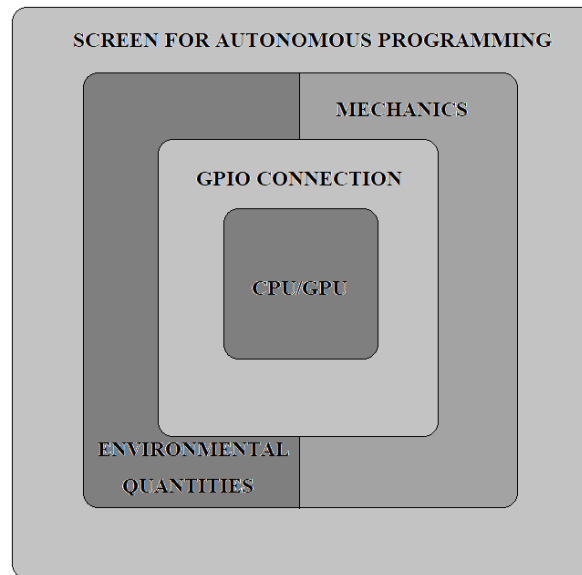 SCREEN FOR AUTONOMOUS PROGRAMMING
MECHANICS
GPIO CONNECTION
CPU/GPU
ENVIRONMENTAL
QUANTITIES